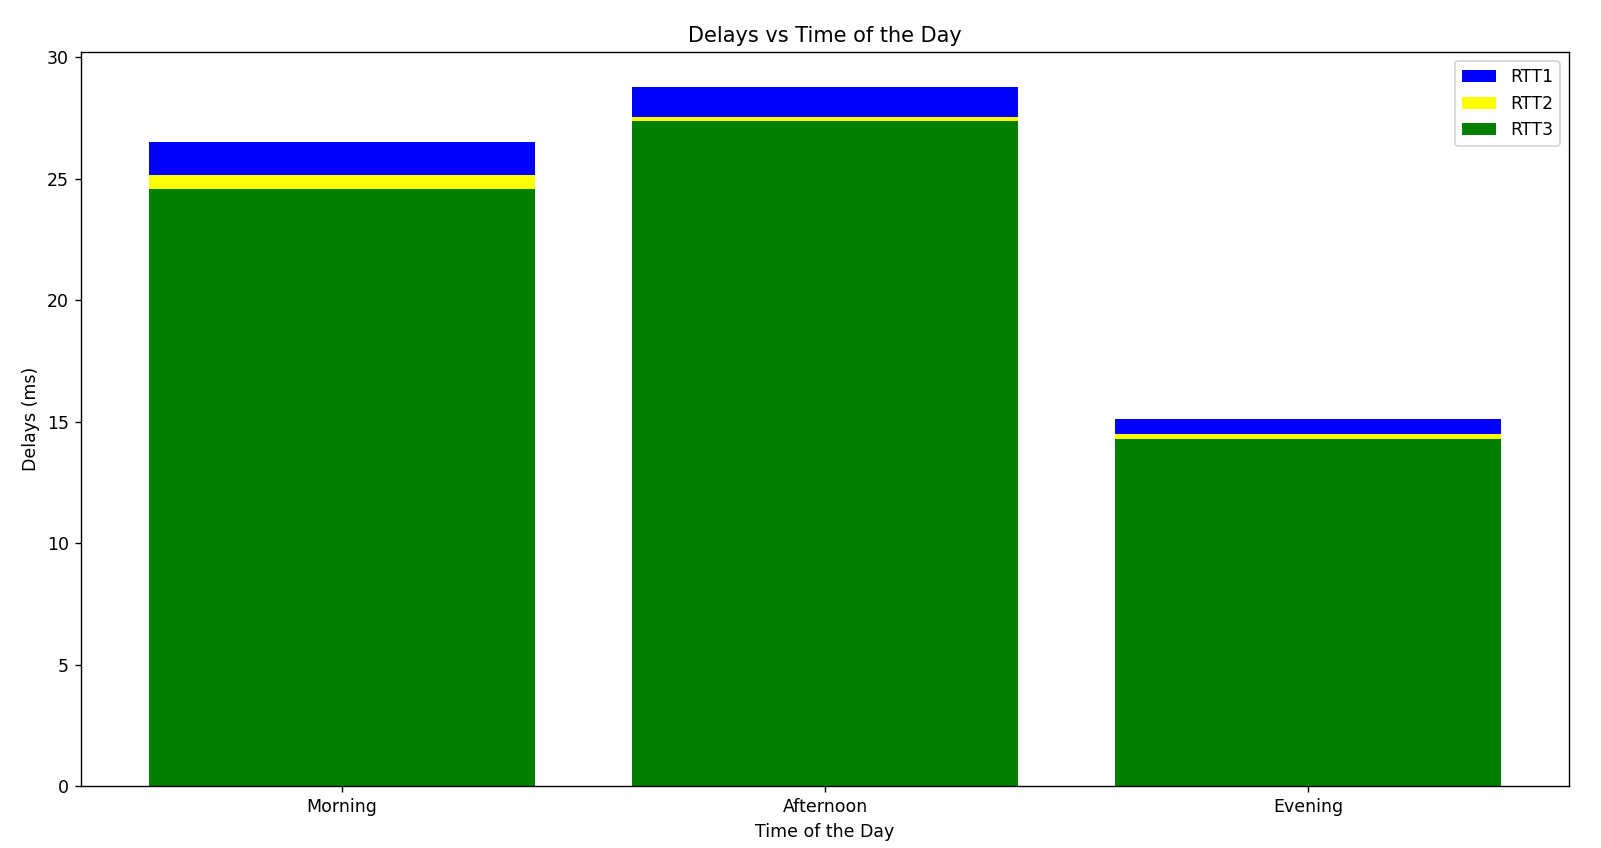 Delays vs Time of the Day
RTT1
RTT2
RTT3
30
25
20
15
10
5
0
Delays (ms)
Morning Afternoon Evening
Time of the Day